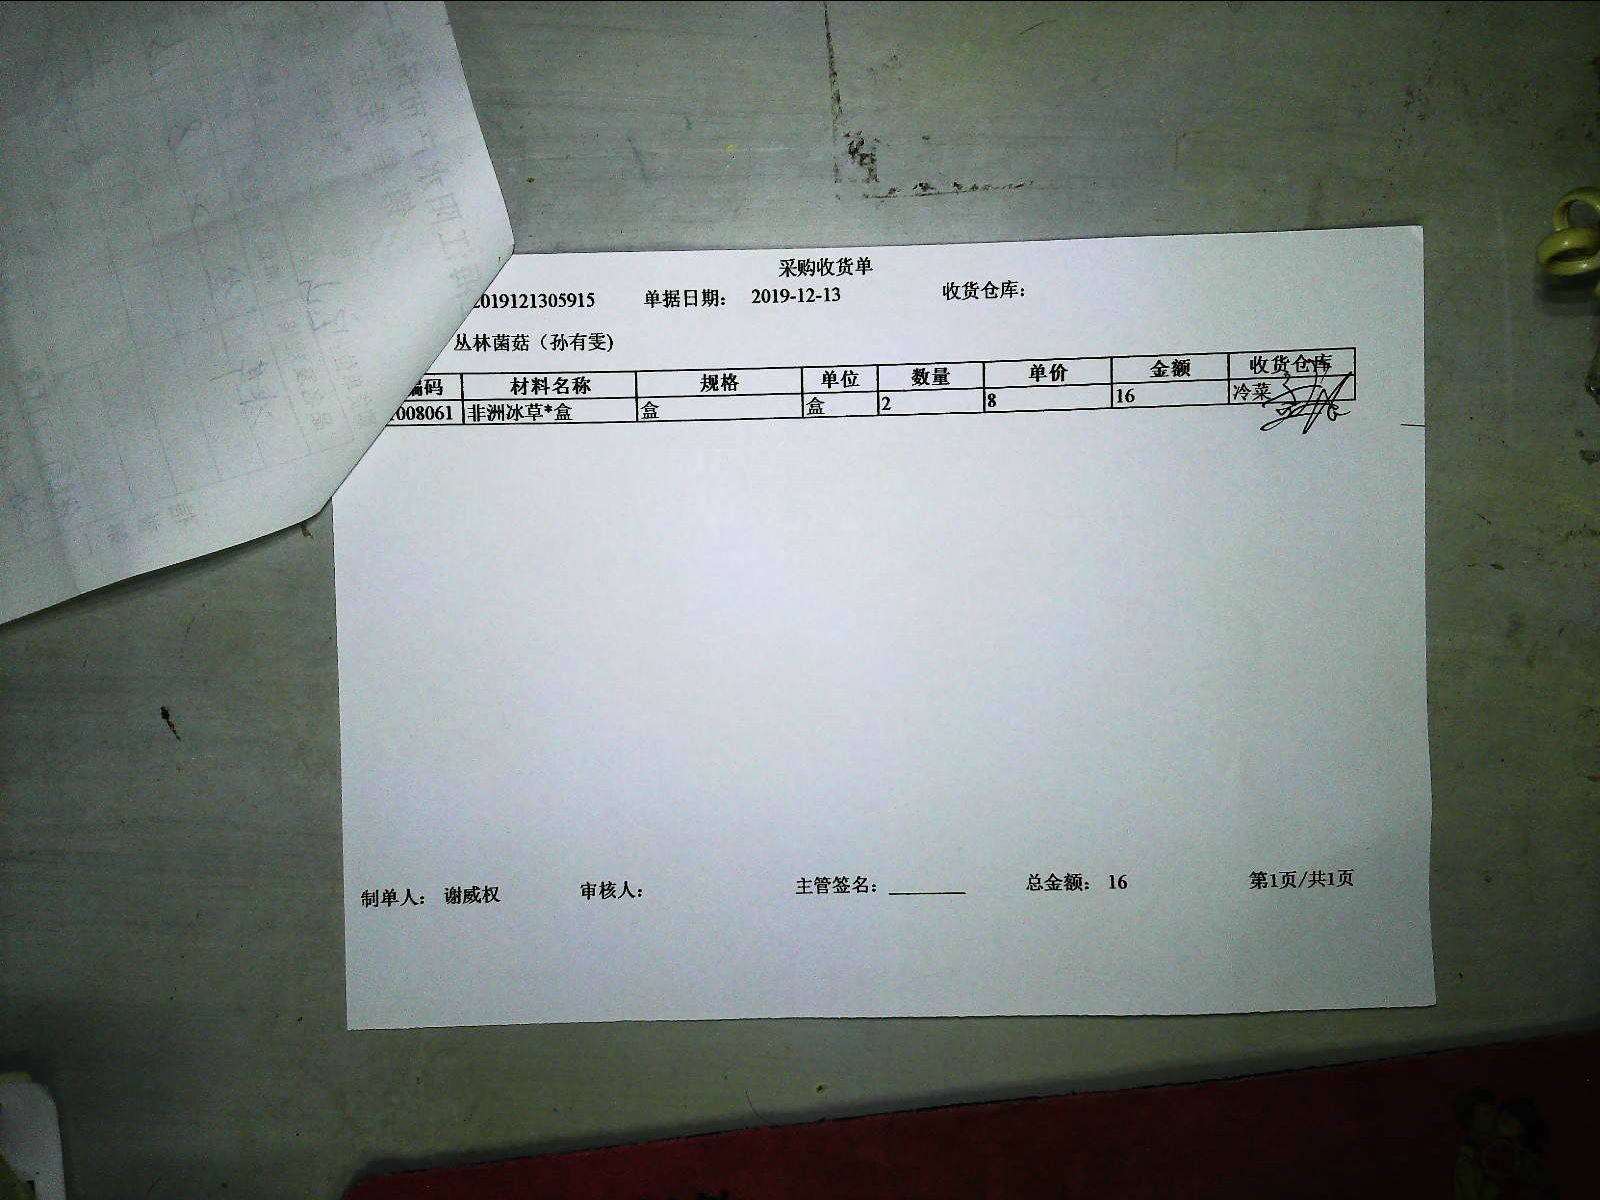 采购收货单
2019121305915 单据日期： 2019-12-13 收货仓库：
丛林菌菇（孙有雯)
编码 材料名称 规格 单位 数量 单价 金额 收货仓库
008061 非洲冰草*盒 盒 盒 2 8 16 冷菜
制单人： 谢威权 审核人： 主管签名：________ 总金额： 16 第1页/共1页